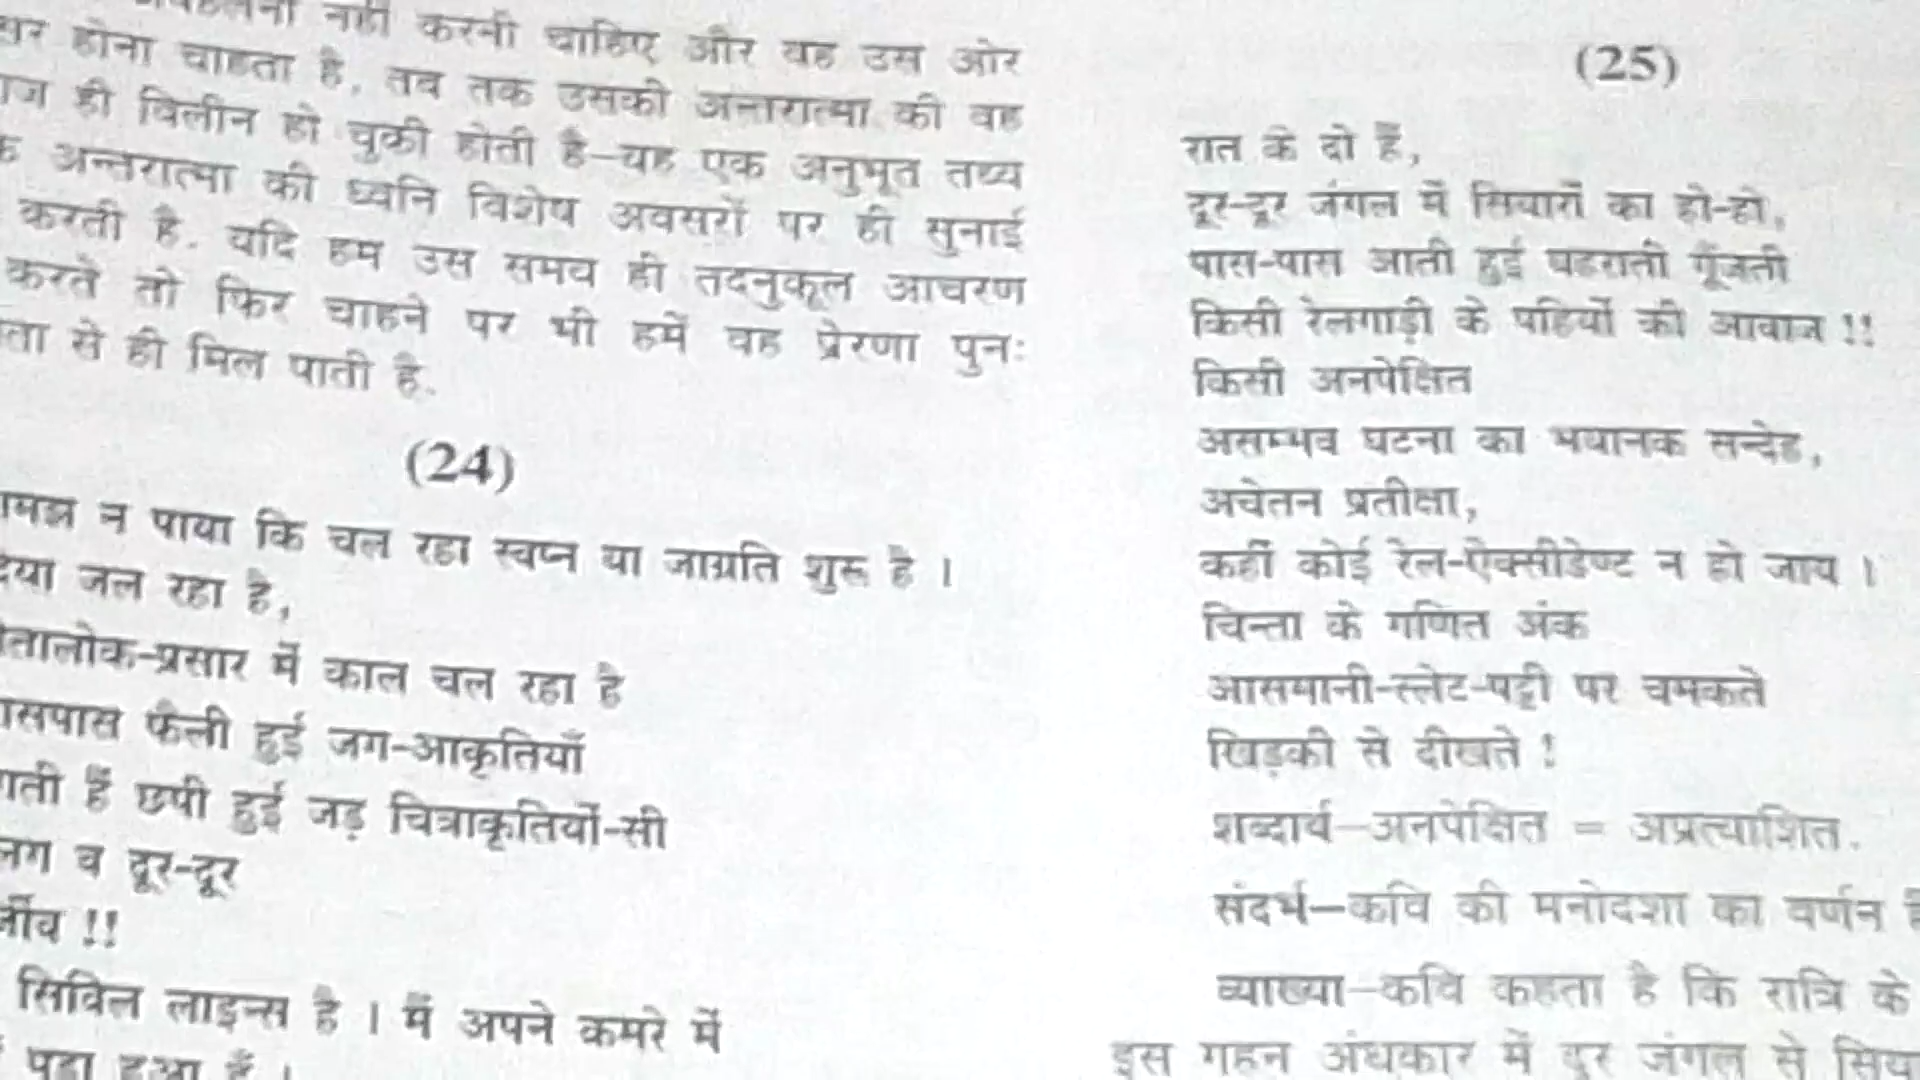 नहीं करनी चाहिए और वह उस ओर
होना चाहता है, तब तक उसकी अन्तरात्मा की वह
ही विलीन हो चुकी होती है–यह एक अनुभूत तथ्य
अन्तरात्मा की ध्वनि विशेष अवसरों पर ही सुनाई
करती है. यदि हम उस समय ही तदनुकूल आचरण
करते तो फिर चाहने पर भी हमें वह प्रेरणा पुनः
से ही मिल पाती है.
(24)
न पाया कि चल रहा स्वप्न या जाग्रति शुरू है ।
जल रहा है,
में काल चल रहा है
फैली हुई जग-आकृतियाँ
हैं छपी हुई जड़ चित्राकृतियों-सी
व दूर-दूर
!!
सिविल लाइन्स है । मैं अपने कमरे में
पड़ा हुआ हूँ ।
(25)
रात के दो हैं,
दूर-दूर जंगल में सियारों का हो-हो,
पास-पास आती हुई घहराती गूँजती
किसी रेलगाड़ी के पहियों की आवाज !!
किसी अनपेक्षित
असम्भव घटना का भयानक सन्देह,
अचेतन प्रतीक्षा,
कहीं कोई रेल-ऐक्सीडेण्ट न हो जाय ।
चिन्ता के गणित अंक
आसमानी-स्लेट-पट्टी पर चमकते
खिड़की से दीखते !
शब्दार्थ–अनपेक्षित = अप्रत्याशित.
संदर्भ–कवि की मनोदशा का वर्णन
व्याख्या–कवि कहता है कि रात्रि के
इस गहन अंधकार में दूर जंगल से